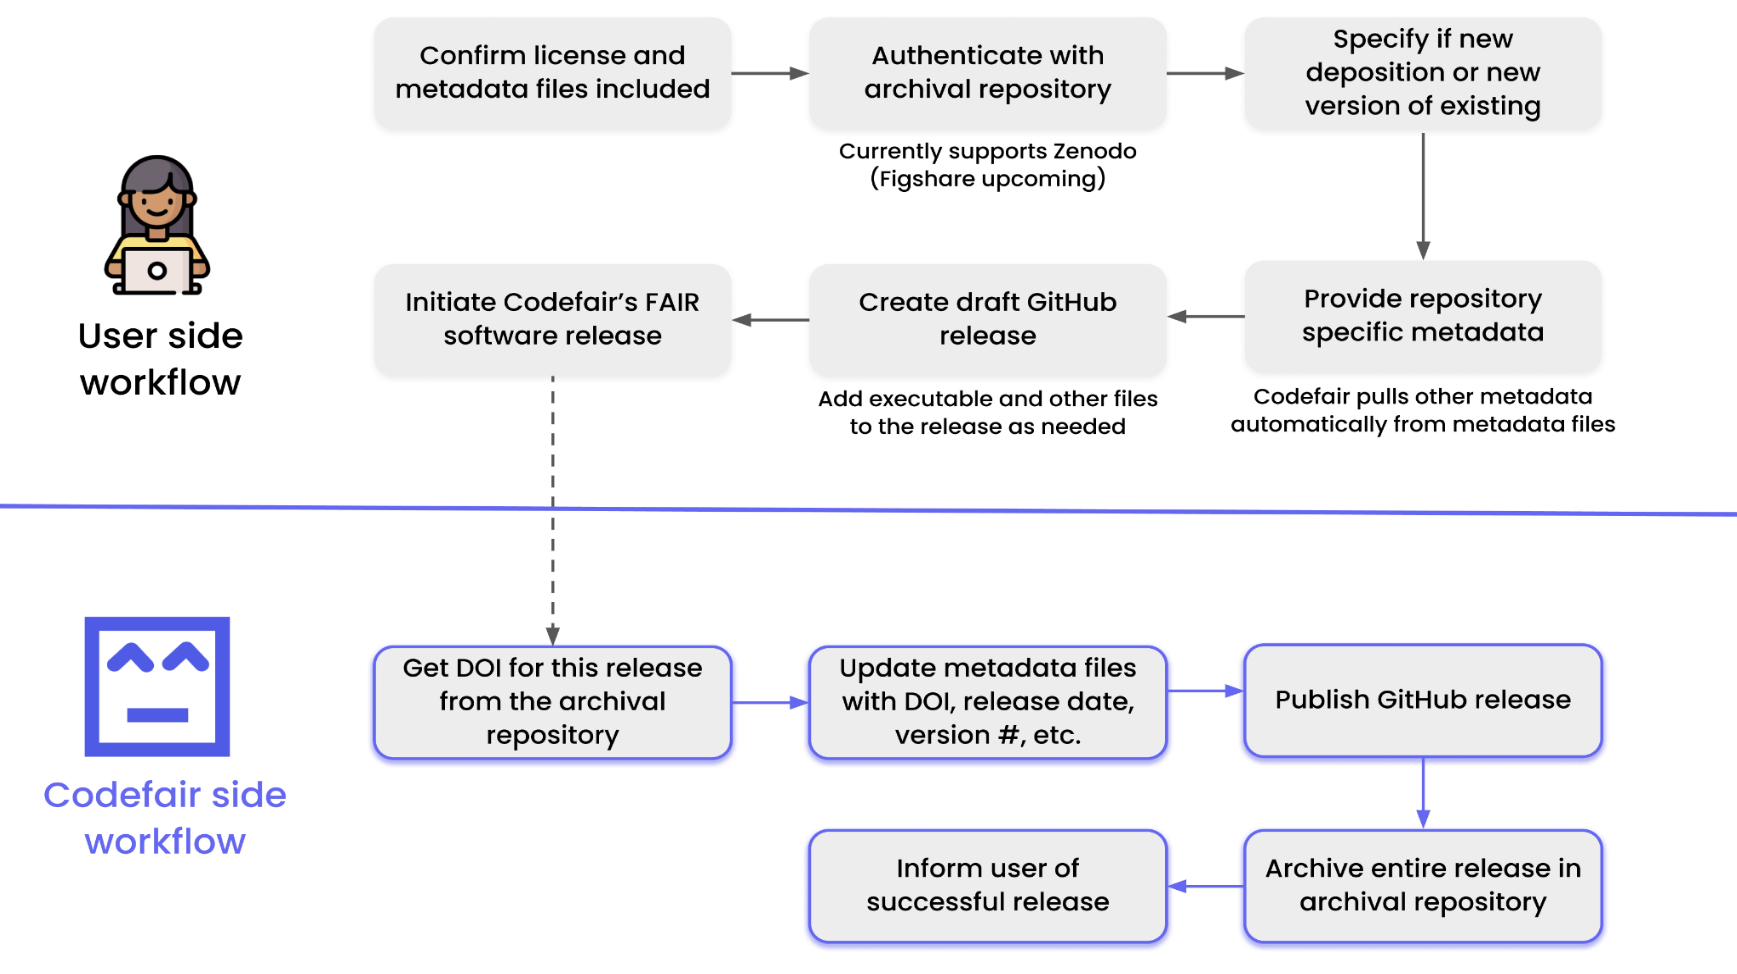 Confirm license and
metadata files included
Authenticate with
archival repository
Specify if new
deposition or new
version of existing
Currently supports Zenodo
(Figshare upcoming)
User side
workflow
Initiate Codefair’s FAIR
software release
Create draft GitHub
release
Provide repository
specific metadata
Add executable and other files
to the release as needed
Codefair pulls other metadata
automatically from metadata files
Codefair side
workflow
Get DOI for this release
from the archival
repository
Update metadata files
with DOI, release date,
version #, etc.
Publish GitHub release
Inform user of
successful release
Archive entire release in
archival repository